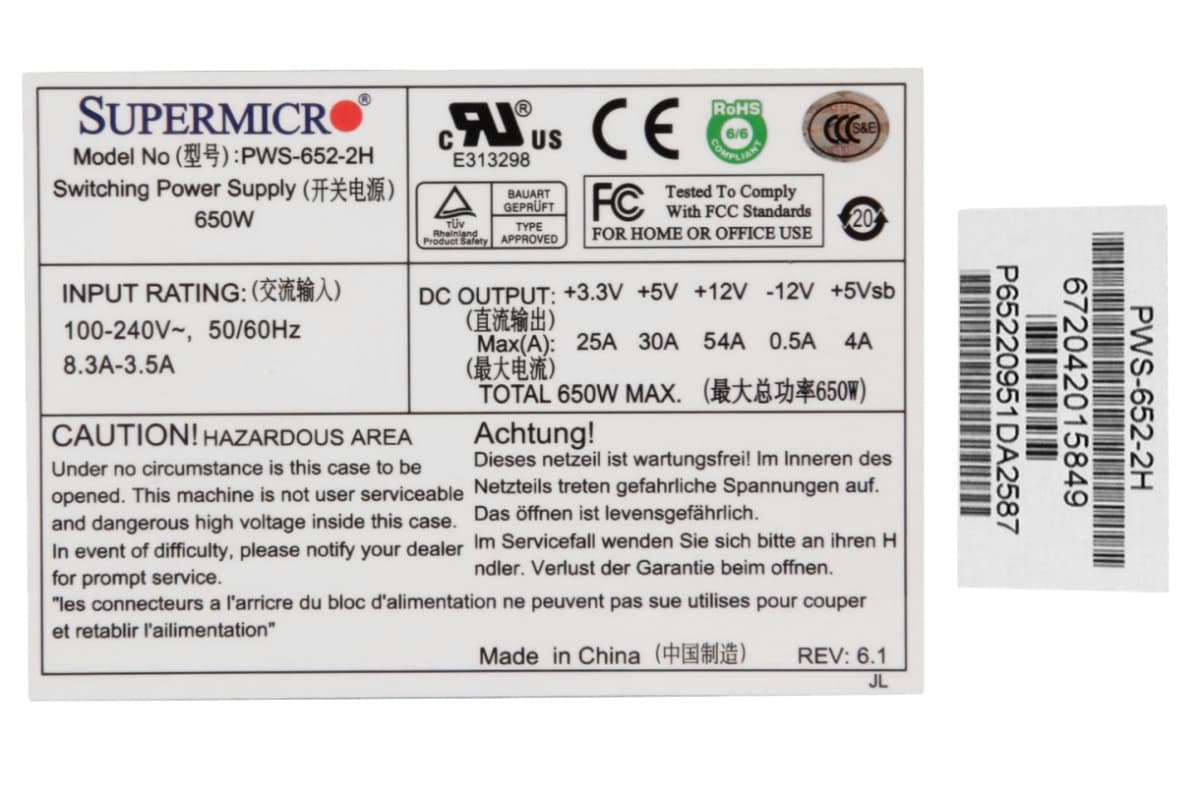 SUPERMICR®
Model No (型号) :PWS-652-2H
Switching Power Supply (开关电源)
650W
c RU® US
E313298
CE
RoHS
6/6
COMPLIANT
CCC S&E
TÜV
Rheinland
Product Safety
BAUART
GEPRÜFT
TYPE
APPROVED
FC Tested To Comply
With FCC Standards
FOR HOME OR OFFICE USE
20
INPUT RATING: (交流输入)
100-240V~, 50/60Hz
8.3A-3.5A
DC OUTPUT: +3.3V +5V +12V -12V +5Vsb
(直流输出)
Max(A): 25A 30A 54A 0.5A 4A
(最大电流)
TOTAL 650W MAX. (最大总功率650W)
CAUTION! HAZARDOUS AREA
Under no circumstance is this case to be
opened. This machine is not user serviceable
and dangerous high voltage inside this case.
In event of difficulty, please notify your dealer
for prompt service.
Achtung!
Dieses netzeil ist wartungsfrei! Im Inneren des
Netzteils treten gefahrliche Spannungen auf.
Das öffnen ist levensgefährlich.
Im Servicefall wenden Sie sich bitte an ihren H
ndler. Verlust der Garantie beim offnen.
"les connecteurs a l'arricre du bloc d'alimentation ne peuvent pas sue utilises pour couper
et retablir l'ailimentation"
Made in China (中国制造) REV: 6.1
JL
PWS-652-2H
672042015849
P65220951DA2587